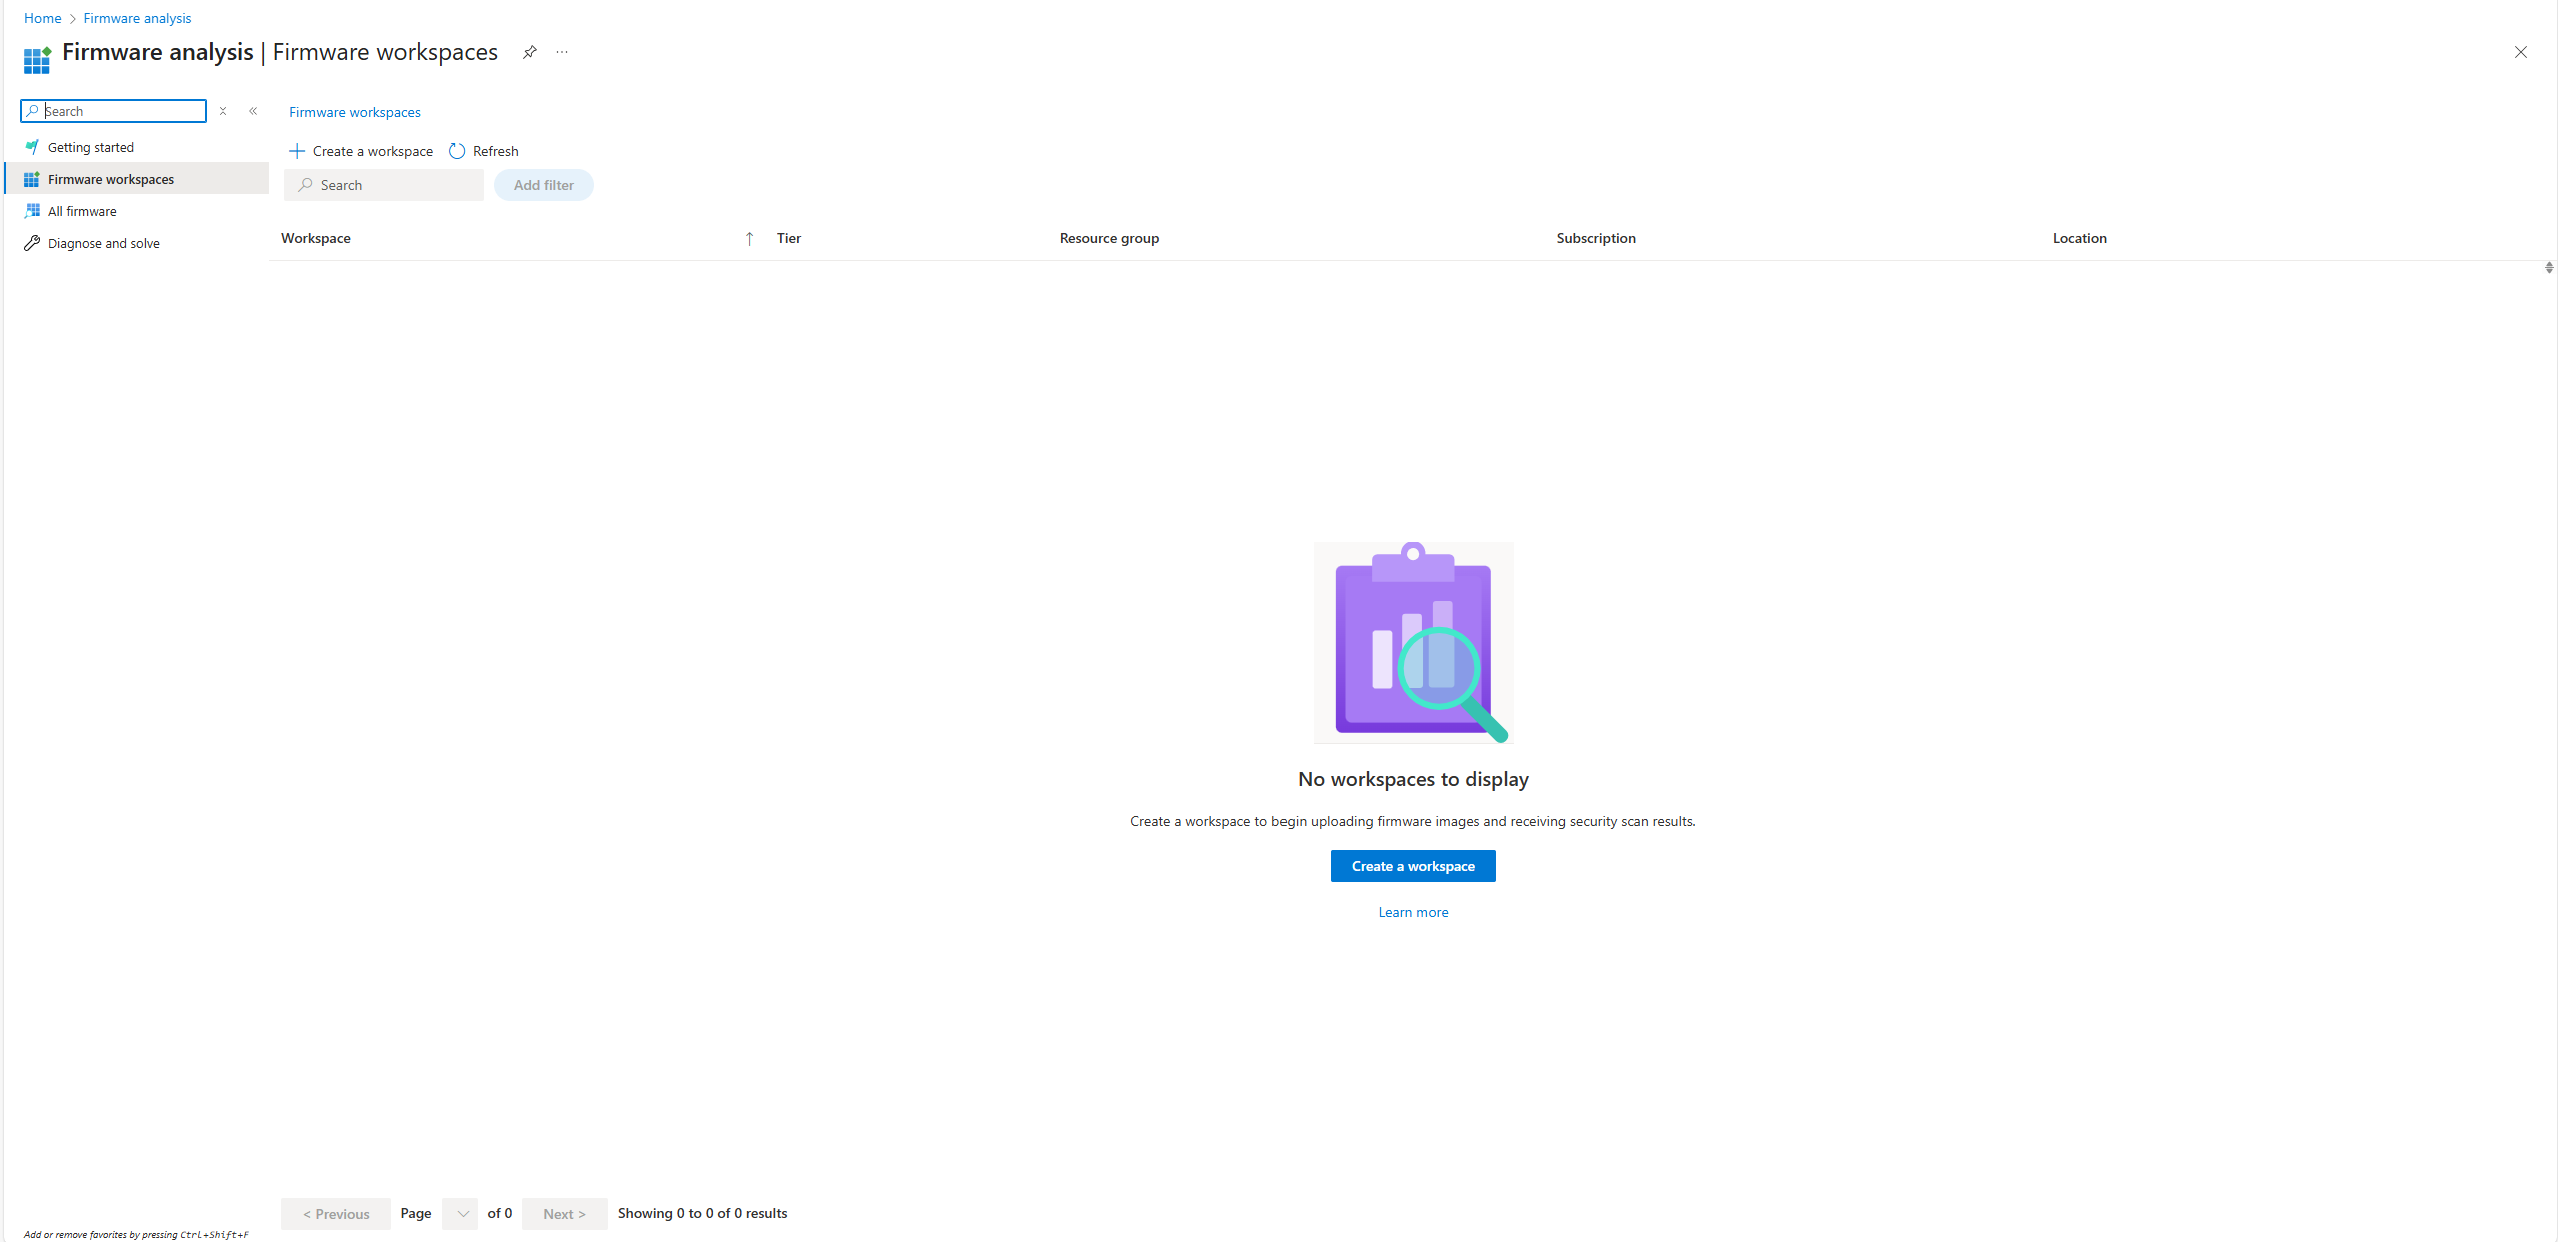 Home > Firmware analysis
Firmware analysis | Firmware workspaces
Search
Getting started
Firmware workspaces
All firmware
Diagnose and solve
Firmware workspaces
Create a workspace Refresh
Search Add filter
Workspace ↑ Tier Resource group Subscription Location
No workspaces to display
Create a workspace to begin uploading firmware images and receiving security scan results.
Create a workspace
Learn more
< Previous Page of 0 Next > Showing 0 to 0 of 0 results
Add or remove favorites by pressing Ctrl+Shift+F